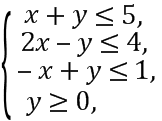 x + y ≤ 5,
2x – y ≤ 4,
– x + y ≤ 1,
y ≥ 0,